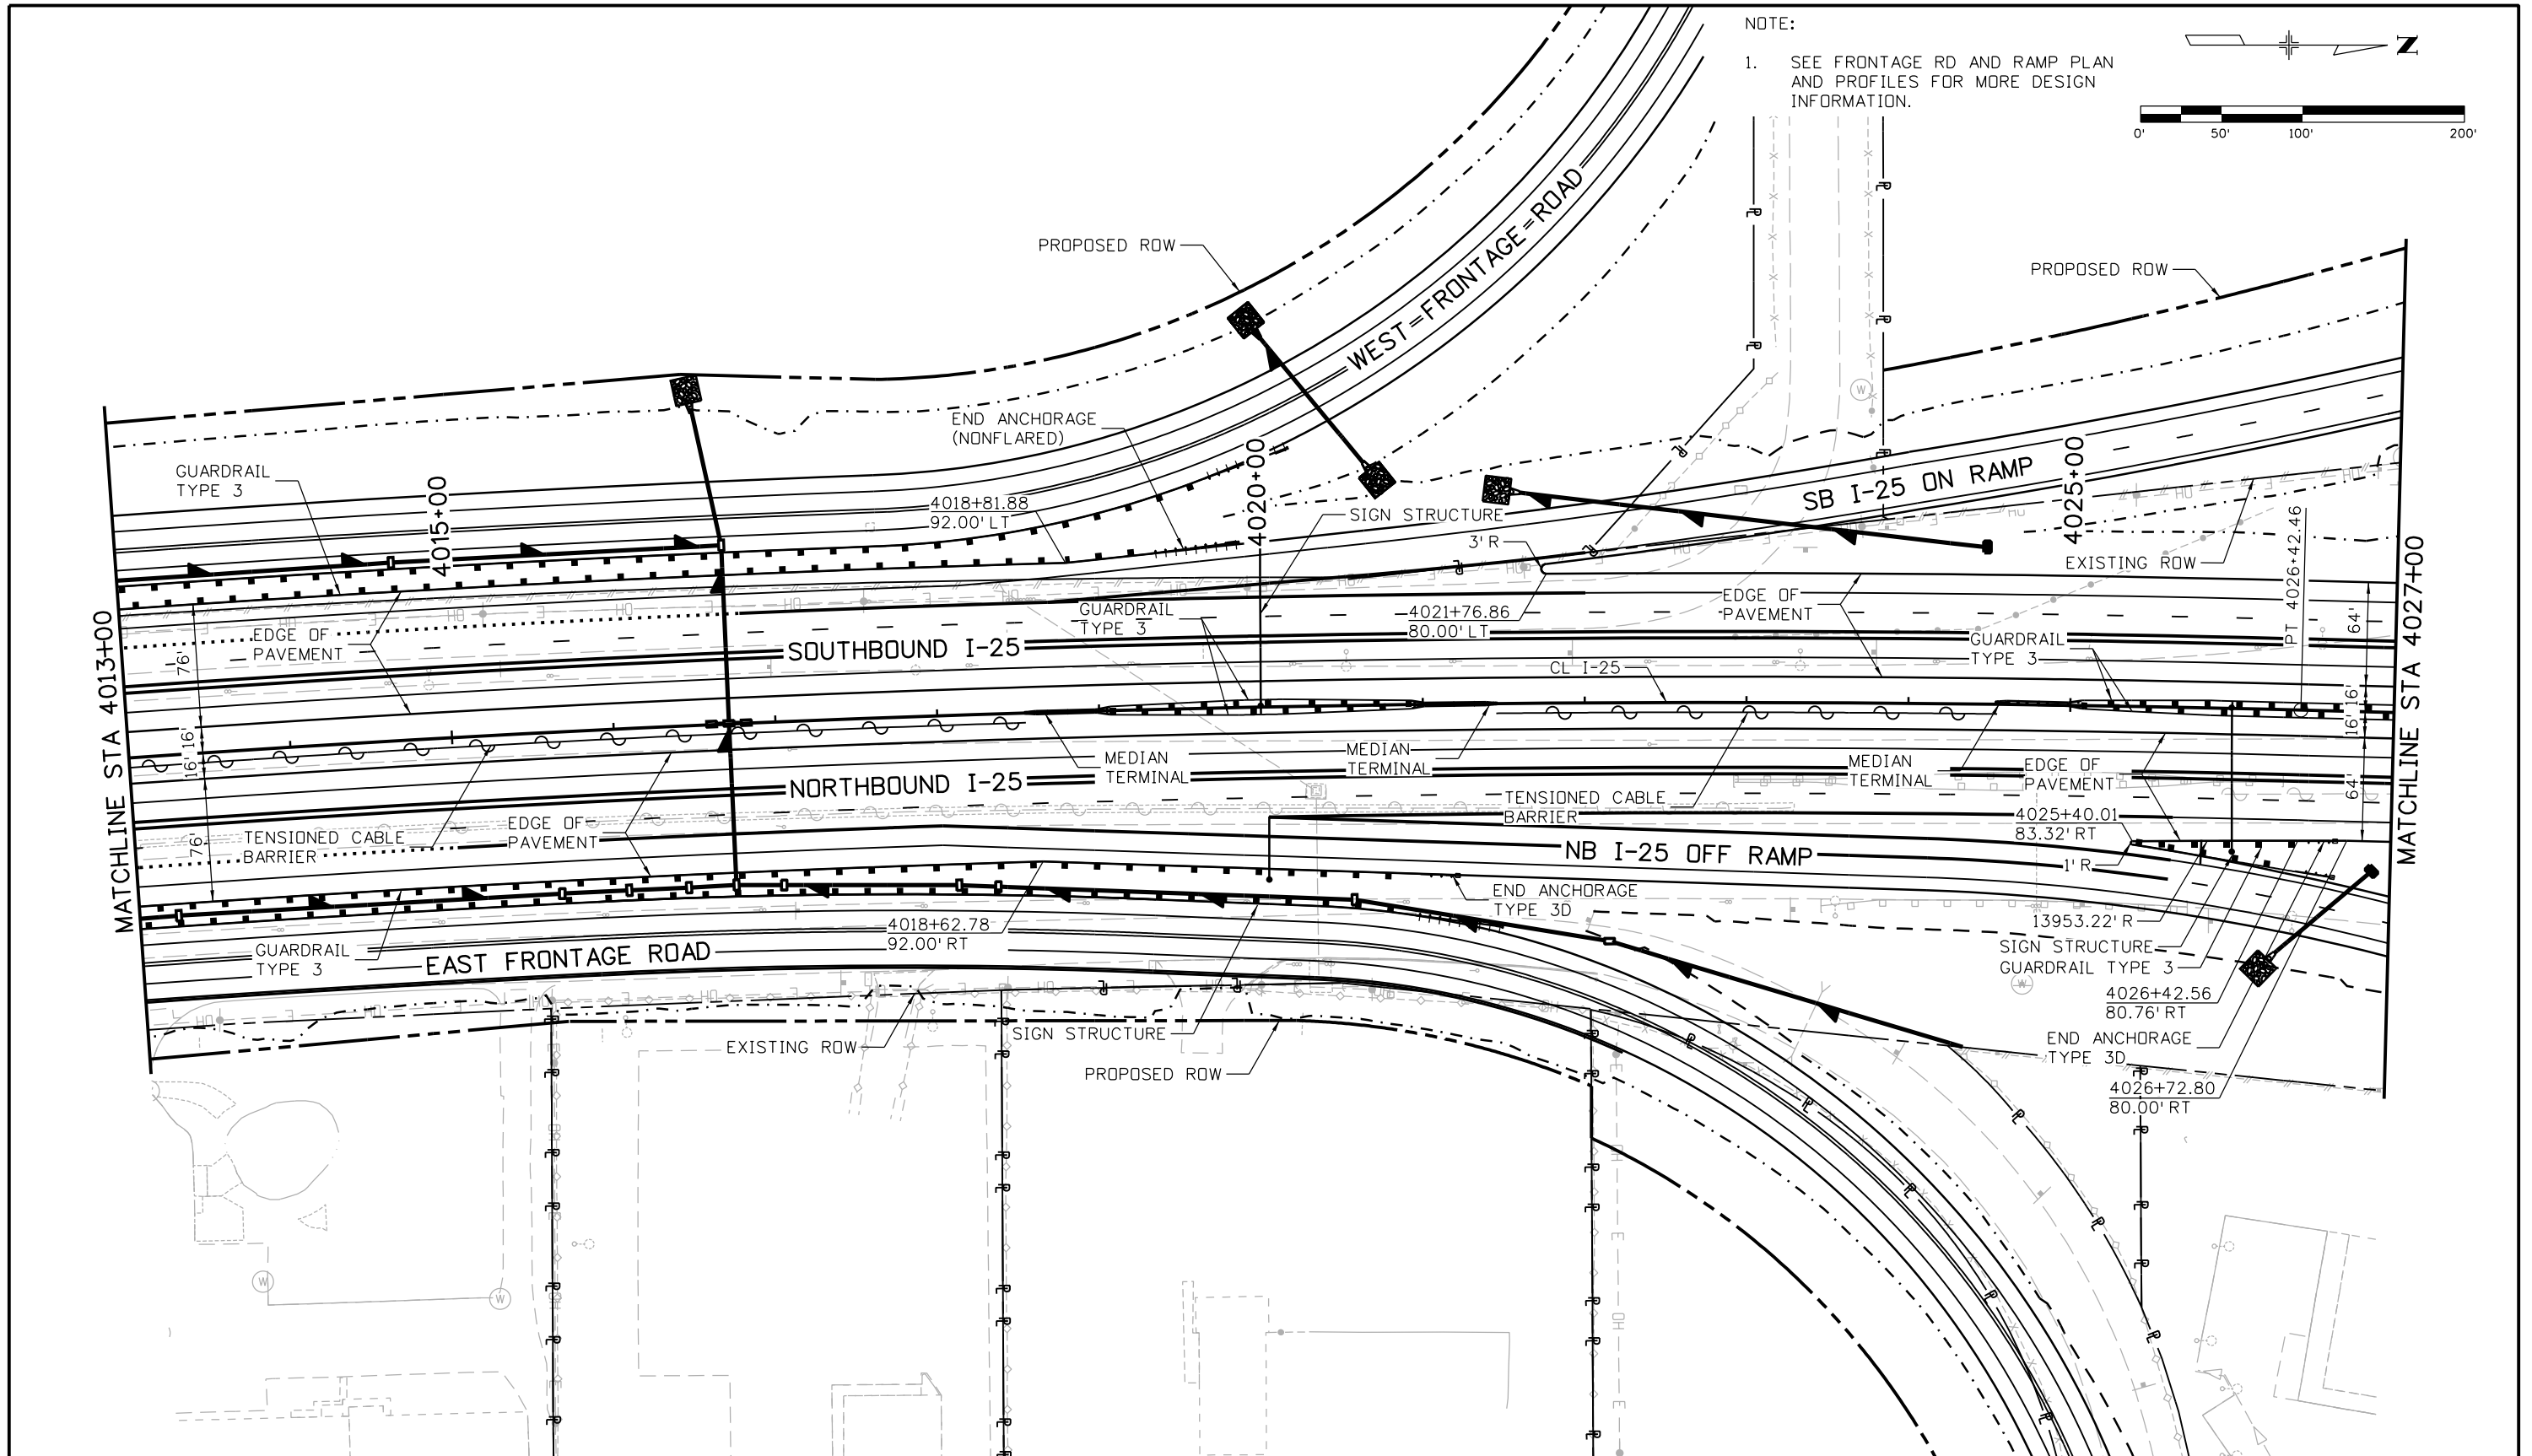 NOTE:
1. SEE FRONTAGE RD AND RAMP PLAN
AND PROFILES FOR MORE DESIGN
INFORMATION.
N
0' 50' 100' 200'
PROPOSED ROW
PROPOSED ROW
WEST FRONTAGE ROAD
END ANCHORAGE
(NONFLARED)
GUARDRAIL
TYPE 3
4015+00
4018+81.88
92.00' LT
4020+00
SIGN STRUCTURE
3' R
SB I-25 ON RAMP
4025+00
EXISTING ROW
PT 4026+42.46
MATCHLINE STA 4013+00
MATCHLINE STA 4027+00
EDGE OF
PAVEMENT
76'
16' 16'
76'
GUARDRAIL
TYPE 3
4021+76.86
80.00' LT
EDGE OF
PAVEMENT
GUARDRAIL
TYPE 3
64'
16' 16'
64'
SOUTHBOUND I-25
CL I-25
MEDIAN
TERMINAL
MEDIAN
TERMINAL
MEDIAN
TERMINAL
EDGE OF
PAVEMENT
NORTHBOUND I-25
TENSIONED CABLE
BARRIER
TENSIONED CABLE
BARRIER
EDGE OF
PAVEMENT
4025+40.01
83.32' RT
1' R
NB I-25 OFF RAMP
END ANCHORAGE
TYPE 3D
13953.22' R
SIGN STRUCTURE
GUARDRAIL TYPE 3
4026+42.56
80.76' RT
END ANCHORAGE
TYPE 3D
4026+72.80
80.00' RT
4018+62.78
92.00' RT
GUARDRAIL
TYPE 3
EAST FRONTAGE ROAD
EXISTING ROW
SIGN STRUCTURE
PROPOSED ROW
W
W
W
W